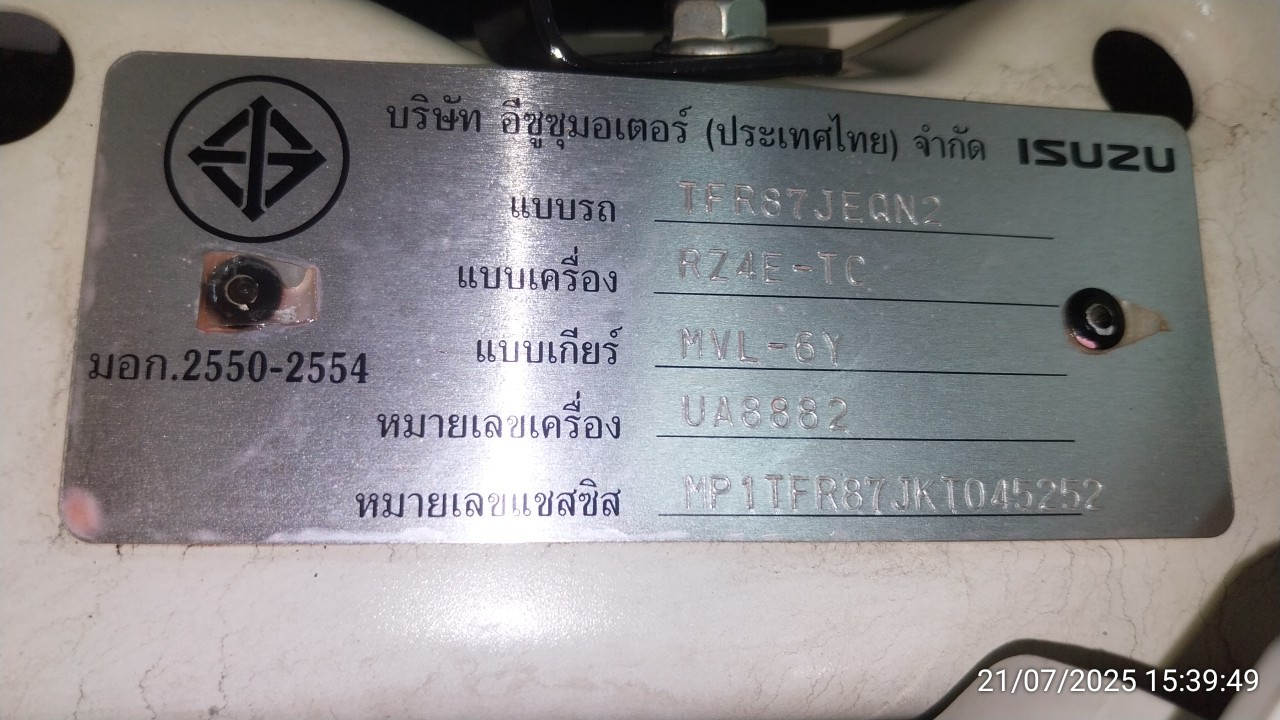 บริษัท อีซูซุมอเตอร์ (ประเทศไทย) จำกัด ISUZU
แบบรถ TFR87JEQN2
แบบเครื่อง RZ4E-TC
แบบเกียร์ MVL-6Y
มอก.2550-2554
หมายเลขเครื่อง UA8882
หมายเลขแชสซิส MP1TFR87JKT045252
21/07/2025 15:39:49